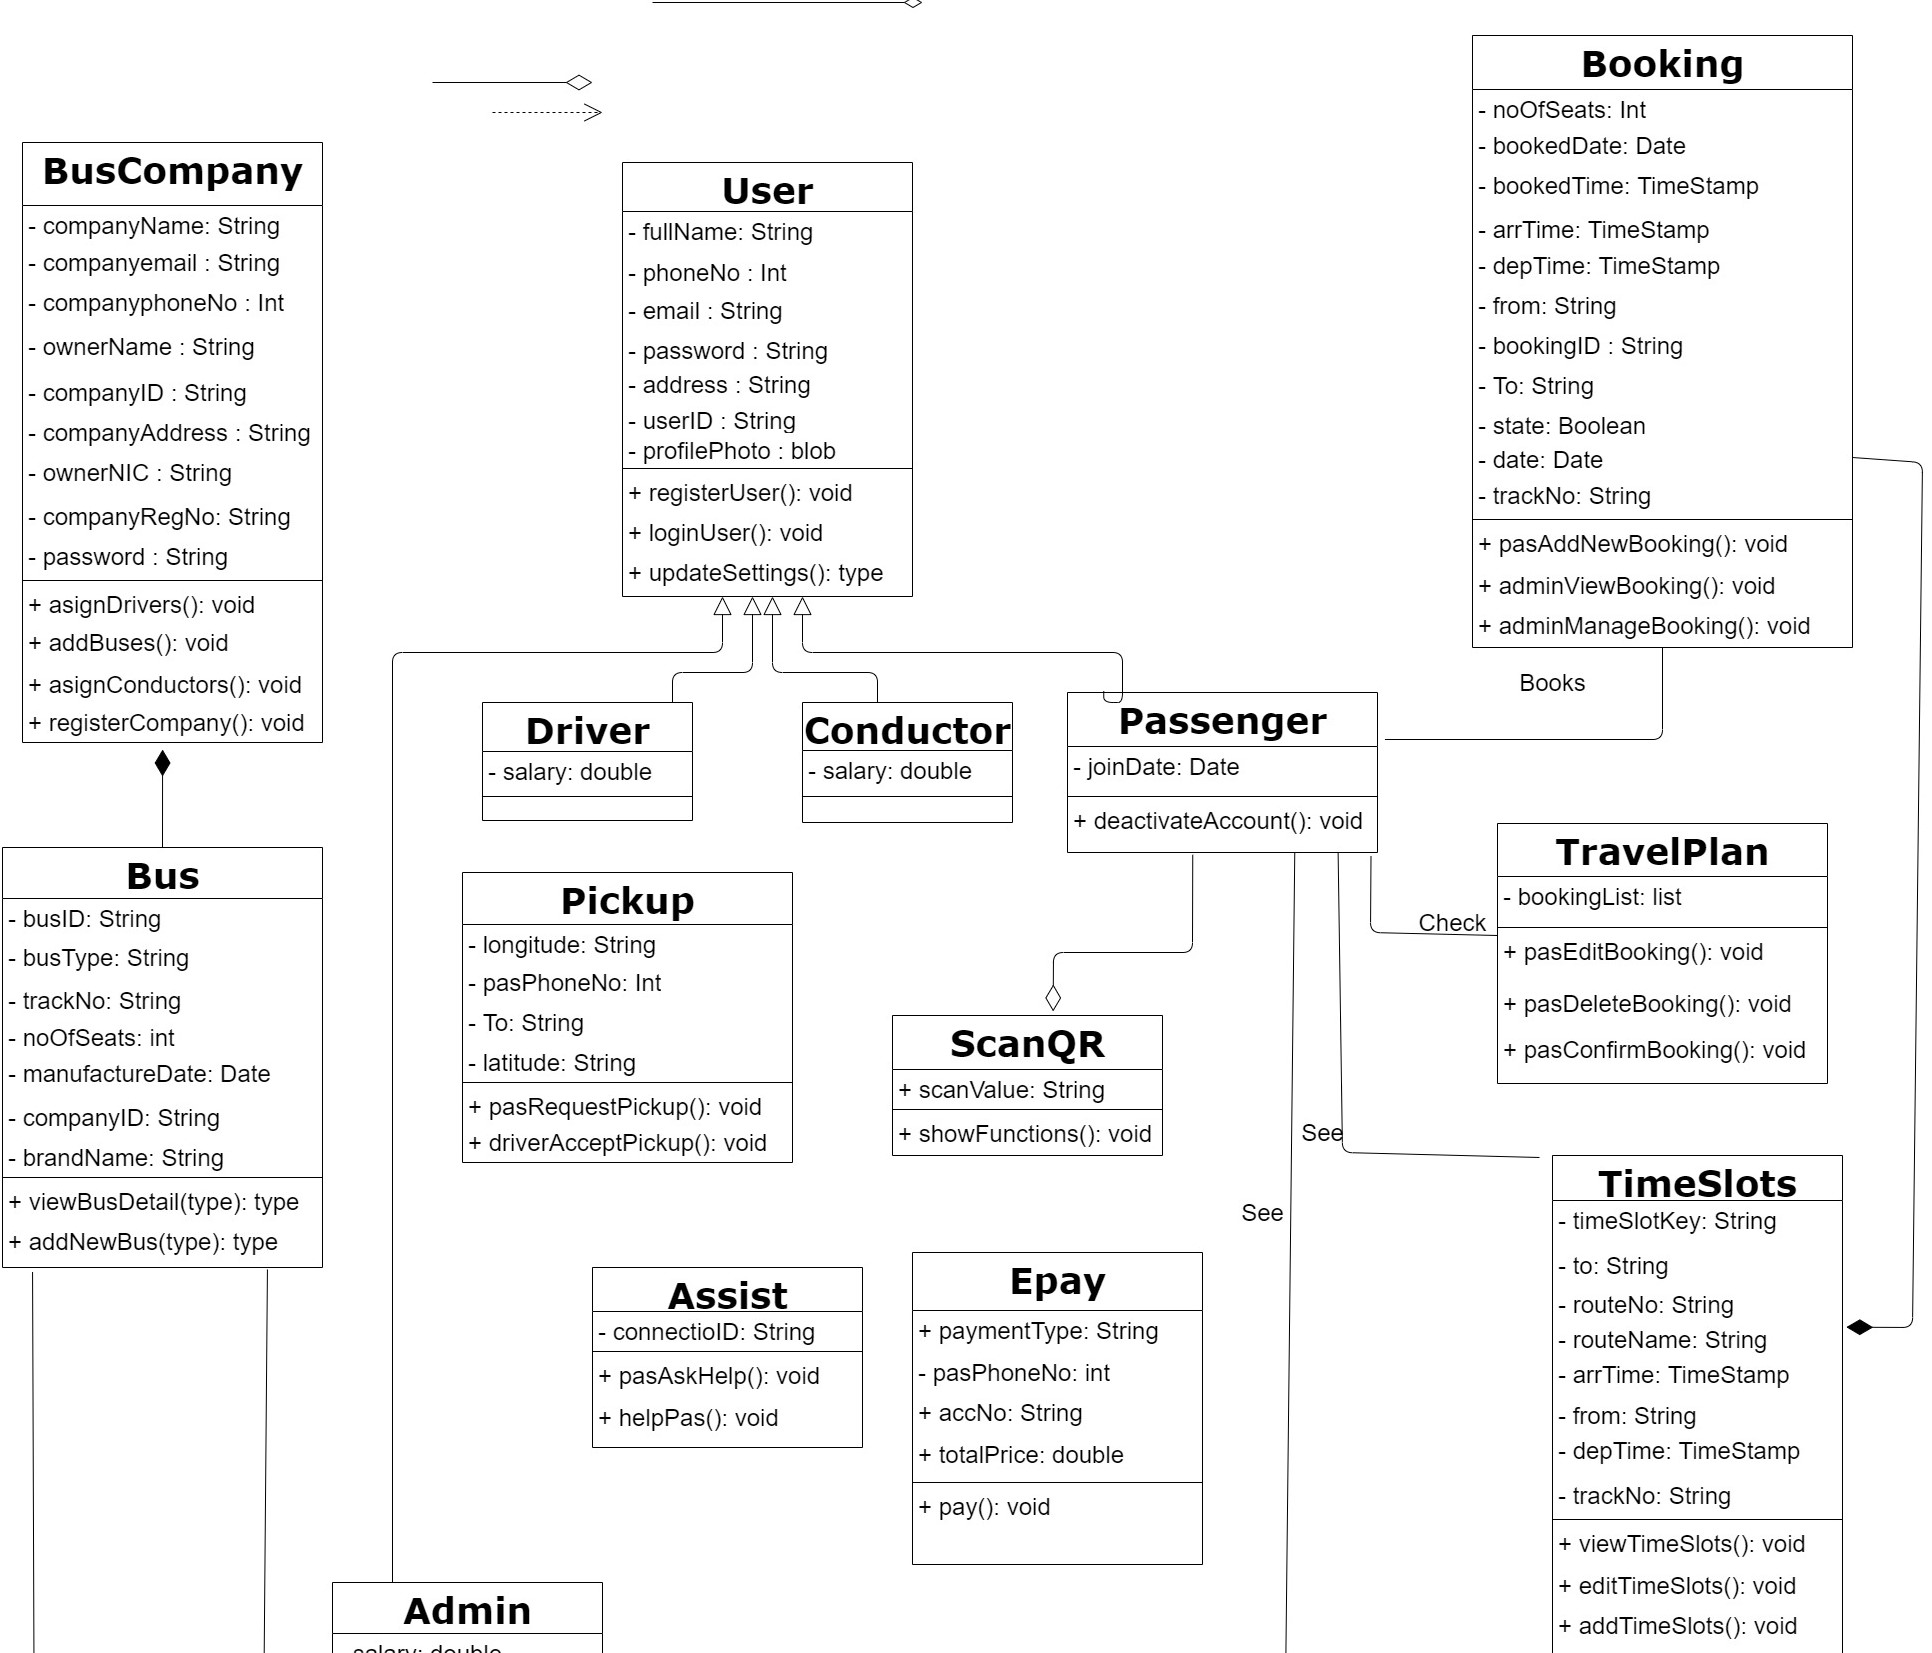 BusCompany
- companyName: String
- companyemail : String
- companyphoneNo : Int
- ownerName : String
- companyID : String
- companyAddress : String
- ownerNIC : String
- companyRegNo: String
- password : String
+ asignDrivers(): void
+ addBuses(): void
+ asignConductors(): void
+ registerCompany(): void
User
- fullName: String
- phoneNo : Int
- email : String
- password : String
- address : String
- userID : String
- profilePhoto : blob
+ registerUser(): void
+ loginUser(): void
+ updateSettings(): type
Booking
- noOfSeats: Int
- bookedDate: Date
- bookedTime: TimeStamp
- arrTime: TimeStamp
- depTime: TimeStamp
- from: String
- bookingID : String
- To: String
- state: Boolean
- date: Date
- trackNo: String
+ pasAddNewBooking(): void
+ adminViewBooking(): void
+ adminManageBooking(): void
Books
Driver
- salary: double
Conductor
- salary: double
Passenger
- joinDate: Date
+ deactivateAccount(): void
Bus
- busID: String
- busType: String
- trackNo: String
- noOfSeats: int
- manufactureDate: Date
- companyID: String
- brandName: String
+ viewBusDetail(type): type
+ addNewBus(type): type
Pickup
- longitude: String
- pasPhoneNo: Int
- To: String
- latitude: String
+ pasRequestPickup(): void
+ driverAcceptPickup(): void
ScanQR
+ scanValue: String
+ showFunctions(): void
Check
TravelPlan
- bookingList: list
+ pasEditBooking(): void
+ pasDeleteBooking(): void
+ pasConfirmBooking(): void
See
See
Assist
- connectioID: String
+ pasAskHelp(): void
+ helpPas(): void
Epay
+ paymentType: String
- pasPhoneNo: int
+ accNo: String
+ totalPrice: double
+ pay(): void
TimeSlots
- timeSlotKey: String
- to: String
- routeNo: String
- routeName: String
- arrTime: TimeStamp
- from: String
- depTime: TimeStamp
- trackNo: String
+ viewTimeSlots(): void
+ editTimeSlots(): void
+ addTimeSlots(): void
Admin
salary: double